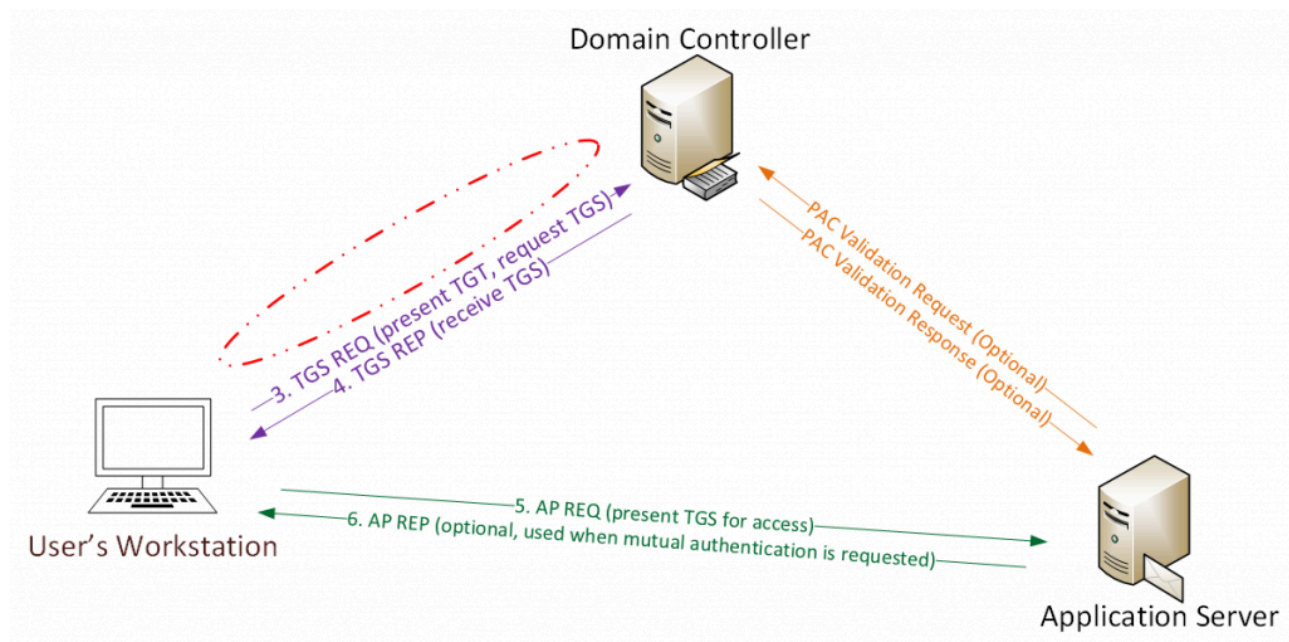 Domain Controller
3. TGS REQ (present TGT, request TGS)
4. TGS REP (receive TGS)
PAC Validation Request (Optional)
PAC Validation Response (Optional)
5. AP REQ (present TGS for access)
6. AP REP (optional, used when mutual authentication is requested)
User's Workstation
Application Server